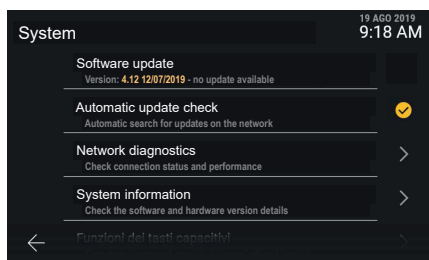 19 AGO 2019
System
9:18 AM
Software update
Version: 4.12 12/07/2019 - no update available
Automatic update check
Automatic search for updates on the network
Network diagnostics
Check connection status and performance
System information
Check the software and hardware version details
Funzioni dei tasti capacitivi